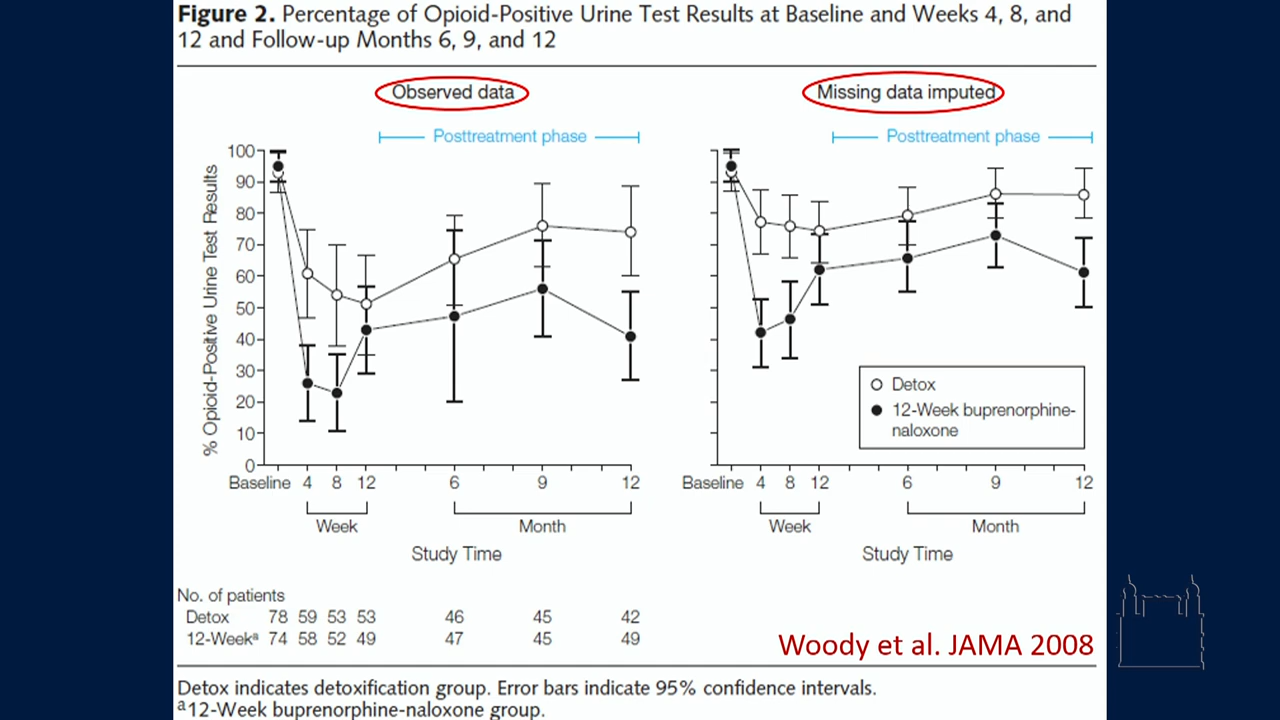 Figure 2. Percentage of Opioid-Positive Urine Test Results at Baseline and Weeks 4, 8, and
12 and Follow-up Months 6, 9, and 12
Observed data
Missing data imputed
Posttreatment phase
Posttreatment phase
% Opioid-Positive Urine Test Results
100
90
80
70
60
50
40
30
20
10
0
Baseline 4 8 12 6 9 12
Week Month
Study Time
Baseline 4 8 12 6 9 12
Week Month
Study Time
Detox
12-Week buprenorphine-
naloxone
No. of patients
Detox 78 59 53 53 46 45 42
12-Weekª 74 58 52 49 47 45 49
Woody et al. JAMA 2008
Detox indicates detoxification group. Error bars indicate 95% confidence intervals.
ª12-Week buprenorphine-naloxone group.